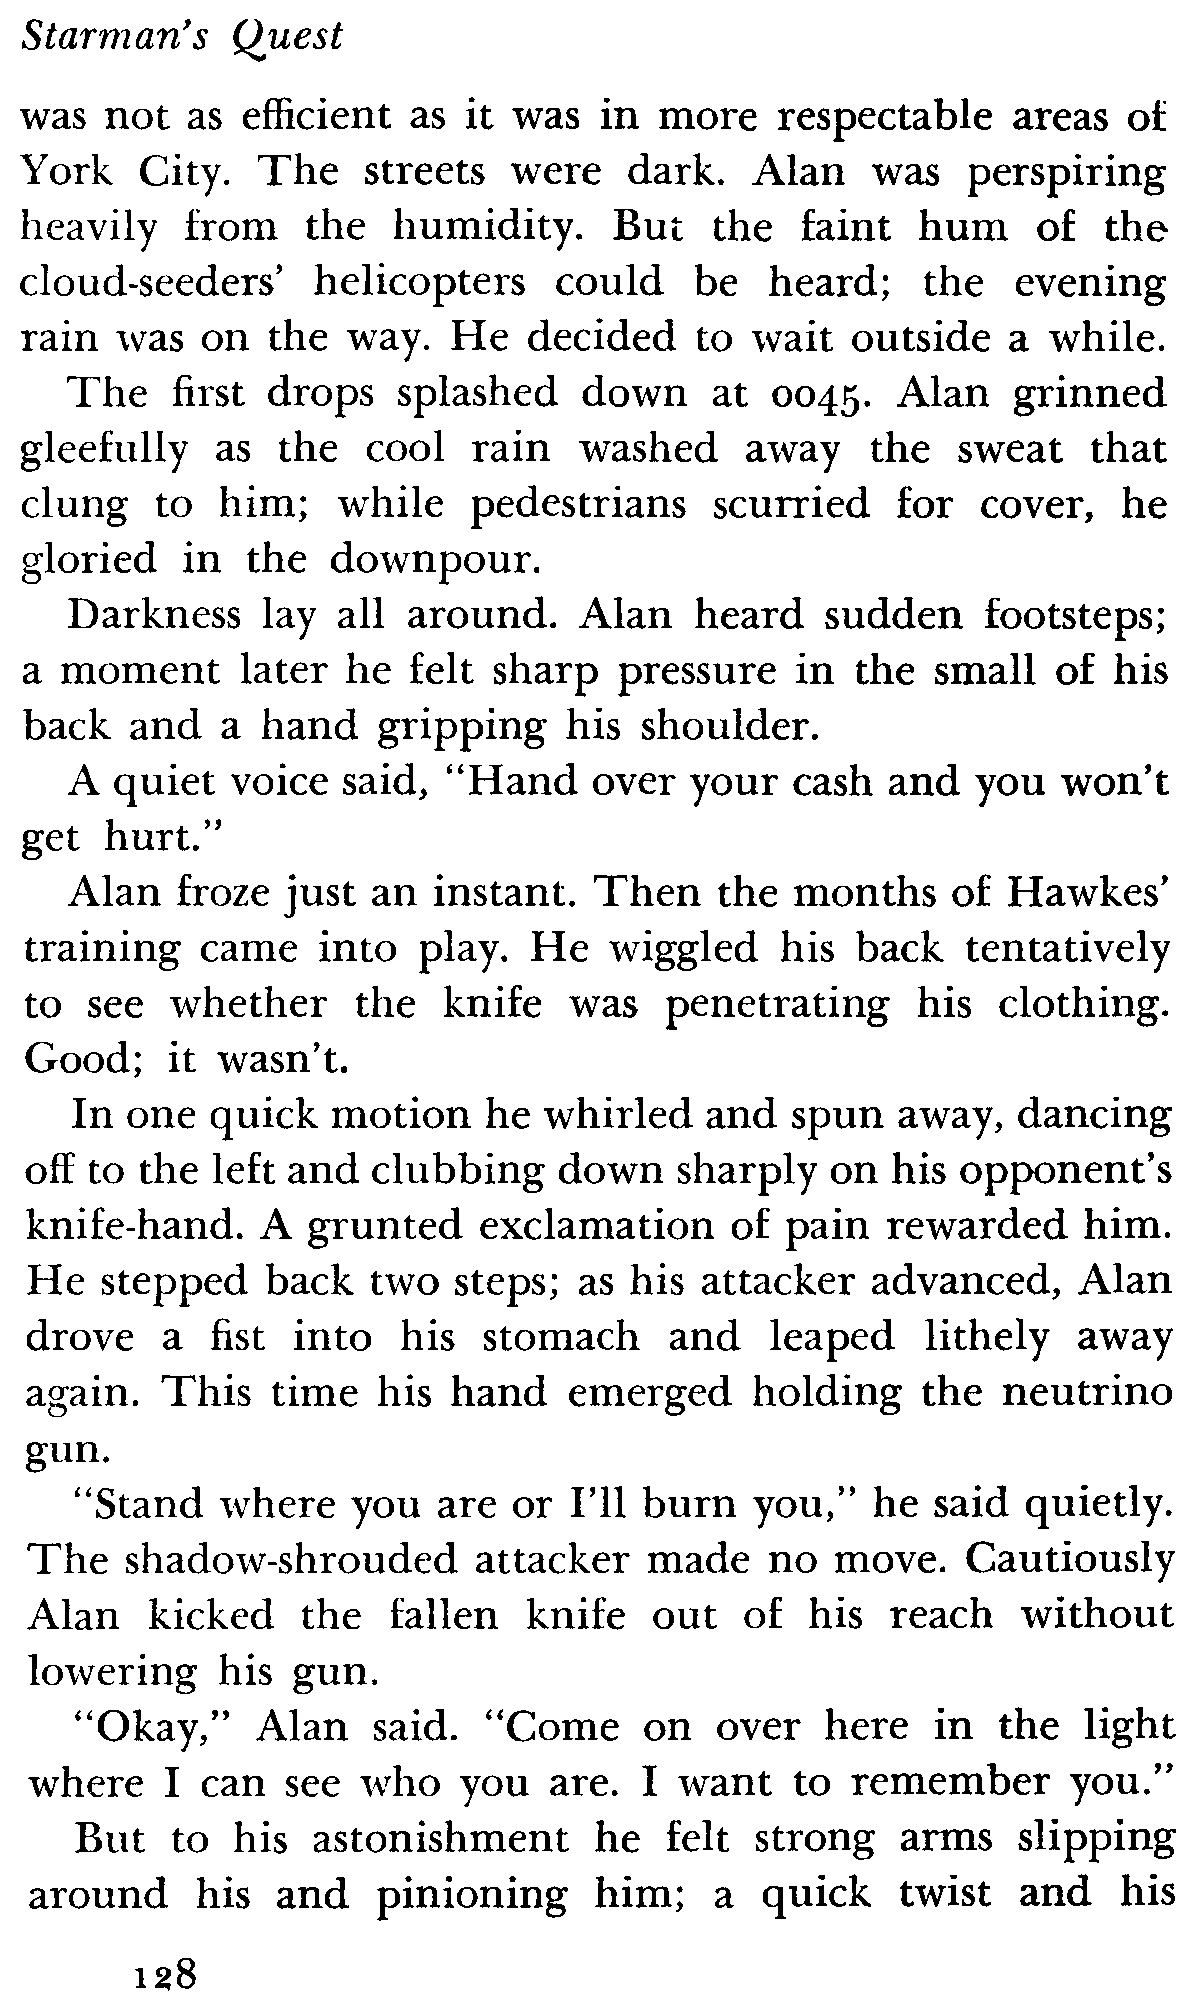 Starman's Quest
was not as efficient as it was in more respectable areas of
York City. The streets were dark. Alan was perspiring
heavily from the humidity. But the faint hum of the
cloud-seeders' helicopters could be heard; the evening
rain was on the way. He decided to wait outside a while.
The first drops splashed down at 0045. Alan grinned
gleefully as the cool rain washed away the sweat that
clung to him; while pedestrians scurried for cover, he
gloried in the downpour.
Darkness lay all around. Alan heard sudden footsteps;
a moment later he felt sharp pressure in the small of his
back and a hand gripping his shoulder.
A quiet voice said, "Hand over your cash and you won't
get hurt."
Alan froze just an instant. Then the months of Hawkes'
training came into play. He wiggled his back tentatively
to see whether the knife was penetrating his clothing.
Good; it wasn't.
In one quick motion he whirled and spun away, dancing
off to the left and clubbing down sharply on his opponent's
knife-hand. A grunted exclamation of pain rewarded him.
He stepped back two steps; as his attacker advanced, Alan
drove a fist into his stomach and leaped lithely away
again. This time his hand emerged holding the neutrino
gun.
"Stand where you are or I'll burn you," he said quietly.
The shadow-shrouded attacker made no move. Cautiously
Alan kicked the fallen knife out of his reach without
lowering his gun.
"Okay," Alan said. "Come on over here in the light
where I can see who you are. I want to remember you."
But to his astonishment he felt strong arms slipping
around his and pinioning him; a quick twist and his
128